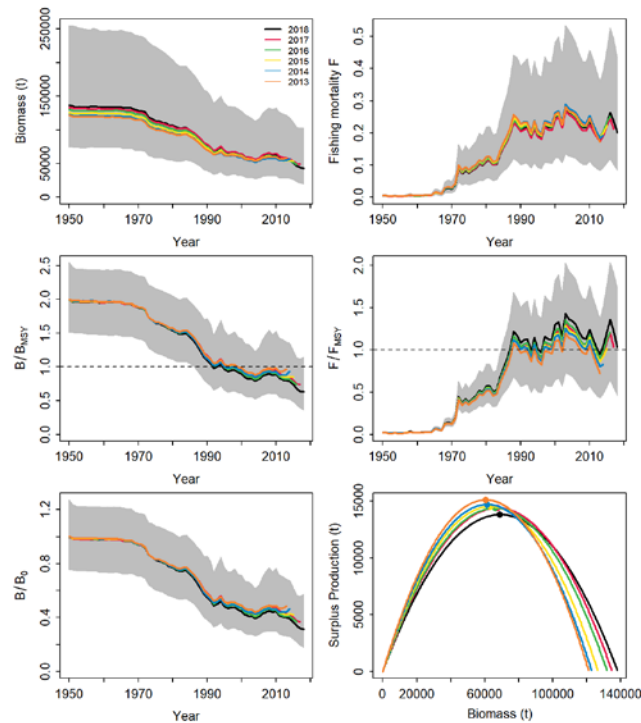 250000
150000
50000
0
Biomass (t)
2018
2017
2016
2015
2014
2013
1950 1970 1990 2010
Year
0.5
0.4
0.3
0.2
0.1
0.0
Fishing mortality F
1950 1970 1990 2010
Year
2.5
2.0
1.5
1.0
0.5
0.0
B/BMSY
1950 1970 1990 2010
Year
2.0
1.5
1.0
0.5
0.0
F/FMSY
1950 1970 1990 2010
Year
1.2
0.8
0.4
0.0
B/B0
1950 1970 1990 2010
Year
15000
10000
5000
0
Surplus Production (t)
0 20000 60000 100000 140000
Biomass (t)